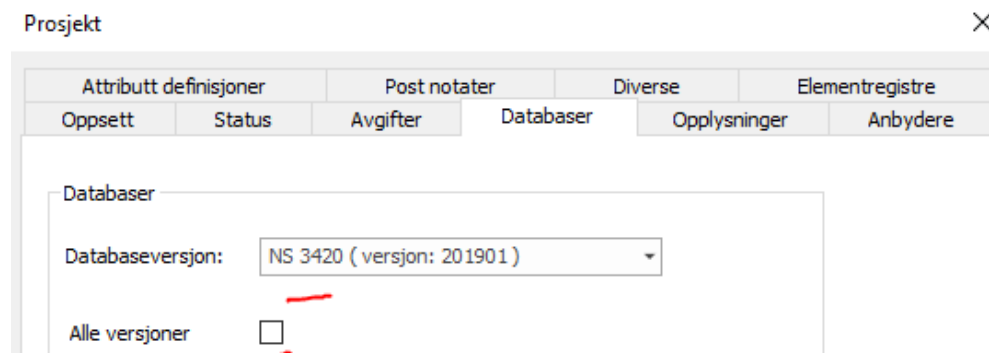 Prosjekt
Attributt definisjoner Post notater Diverse Elementregistre
Oppsett Status Avgifter Databaser Opplysninger Anbydere
Databaser
Databaseversjon: NS 3420 ( versjon: 201901 )
Alle versjoner